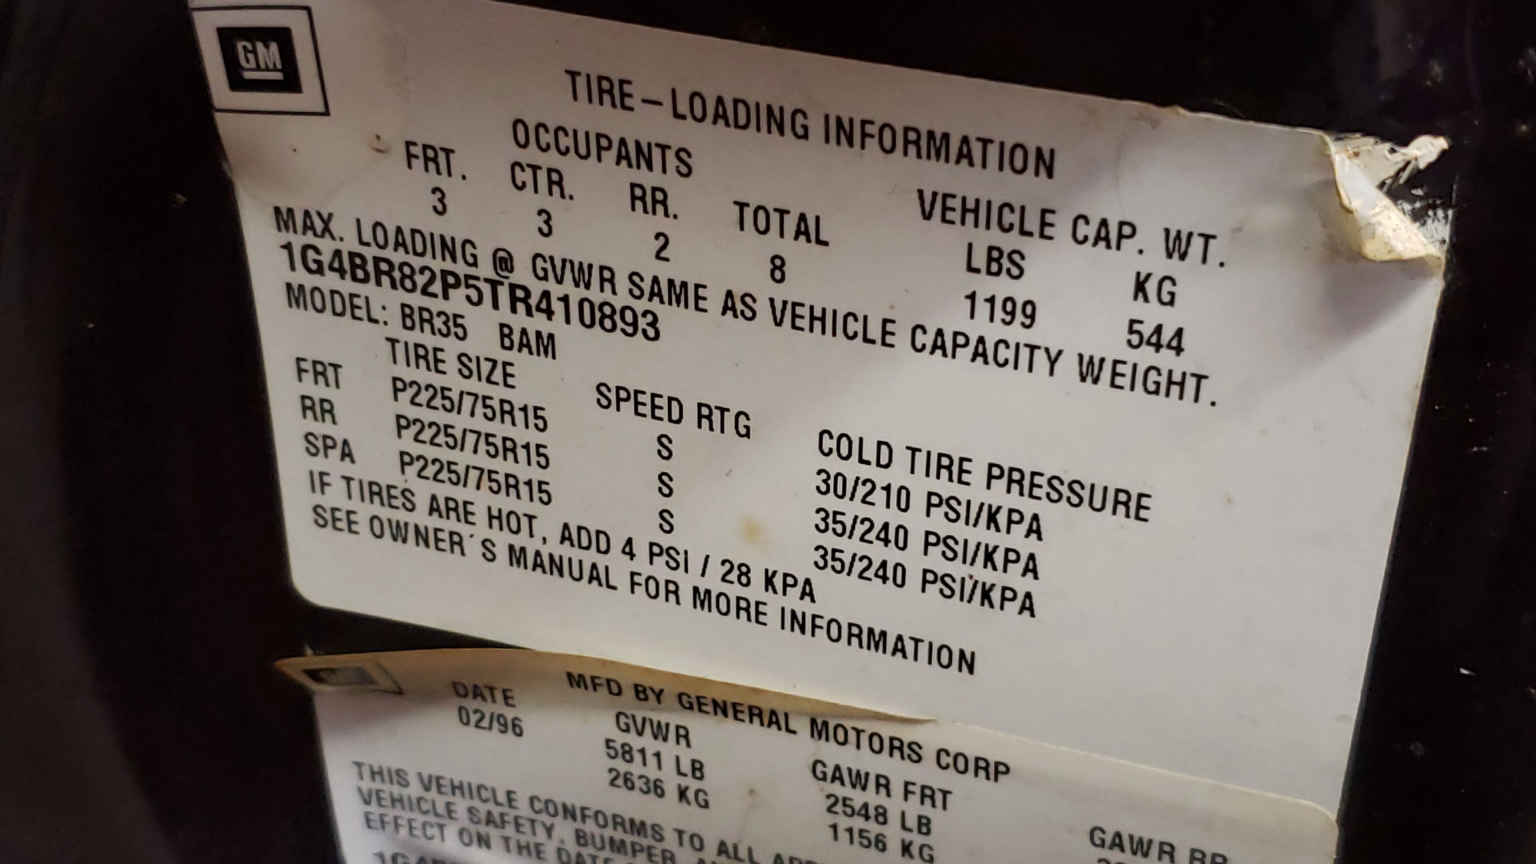 GM
TIRE-LOADING INFORMATION
OCCUPANTS VEHICLE CAP. WT.
FRT. CTR. RR. TOTAL LBS KG
3 3 2 8 1199 544
MAX. LOADING @ GVWR SAME AS VEHICLE CAPACITY WEIGHT.
1G4BR82P5TR410893
MODEL: BR35 BAM
TIRE SIZE SPEED RTG COLD TIRE PRESSURE
FRT P225/75R15 S 30/210 PSI/KPA
RR P225/75R15 S 35/240 PSI/KPA
SPA P225/75R15 S 35/240 PSI/KPA
IF TIRES ARE HOT, ADD 4 PSI / 28 KPA
SEE OWNER´S MANUAL FOR MORE INFORMATION
MFD BY GENERAL MOTORS CORP
DATE GVWR GAWR FRT GAWR RR
02/96 5811 LB 2548 LB
2636 KG 1156 KG
THIS VEHICLE CONFORMS TO ALL
VEHICLE SAFETY, BUMPER,
EFFECT ON THE DATE